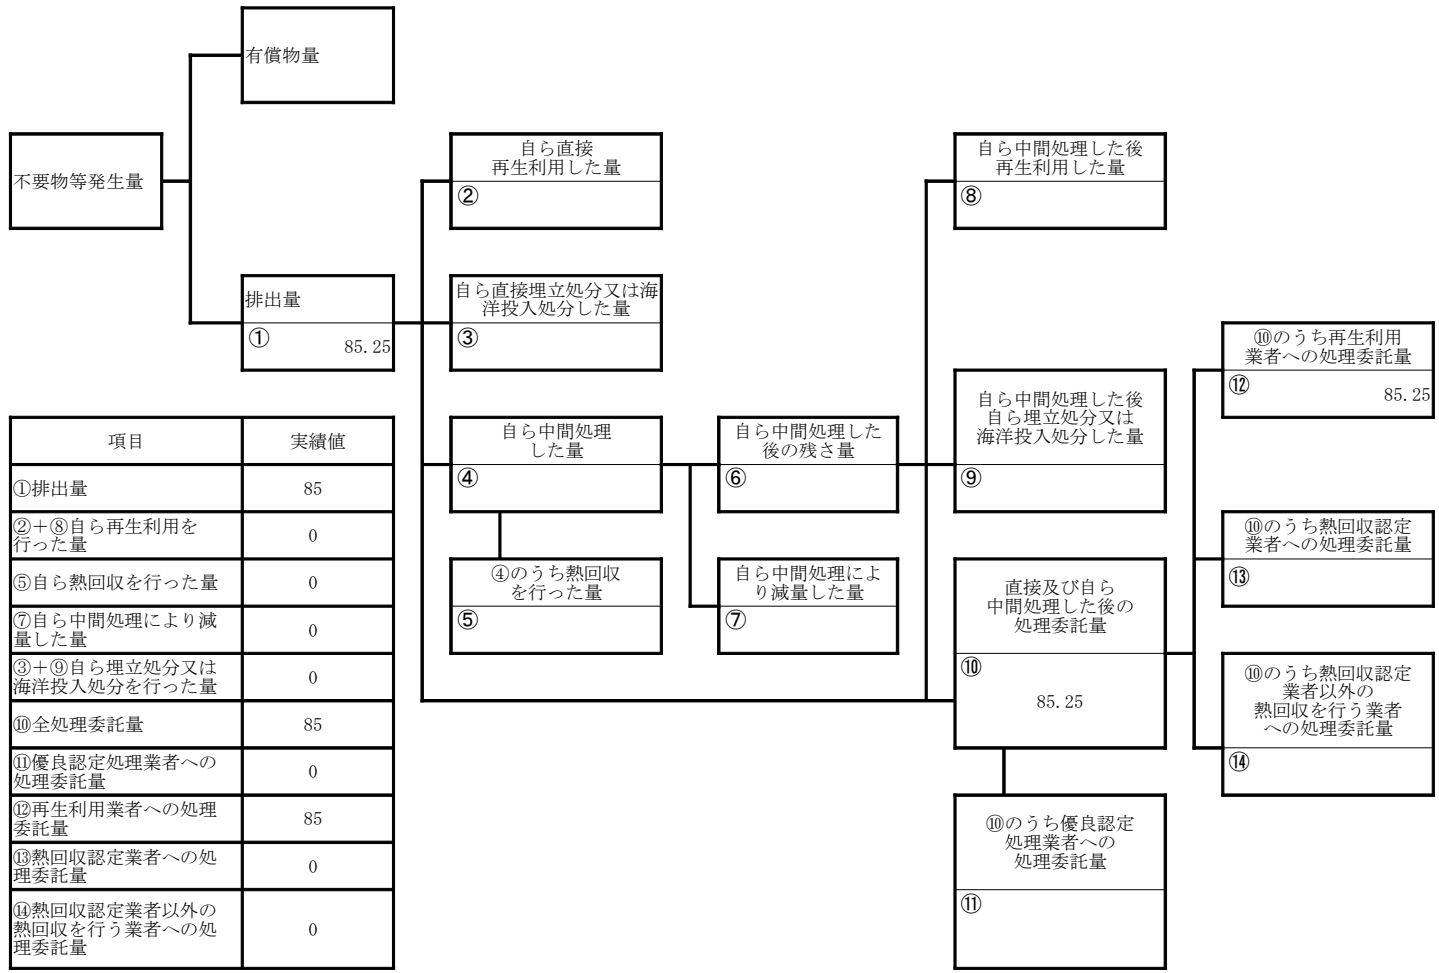 有償物量
不要物等発生量
自ら直接
再生利用した量
②
自ら中間処理した後
再生利用した量
⑧
排出量
①
85.25
自ら直接埋立処分又は海
洋投入処分した量
③
⑩のうち再生利用
業者への処理委託量
⑫
85.25
自ら中間処理
した量
④
自ら中間処理した
後の残さ量
⑥
自ら中間処理した後
自ら埋立処分又は
海洋投入処分した量
⑨
⑩のうち熱回収認定
業者への処理委託量
⑬
④のうち熱回収
を行った量
⑤
自ら中間処理によ
り減量した量
⑦
直接及び自ら
中間処理した後の
処理委託量
⑩
85.25
⑩のうち熱回収認定
業者以外の
熱回収を行う業者
への処理委託量
⑭
⑩のうち優良認定
処理業者への
処理委託量
⑪
項目 実績値
①排出量 85
②＋⑧自ら再生利用を
行った量 0
⑤自ら熱回収を行った量 0
⑦自ら中間処理により減
量した量 0
③＋⑨自ら埋立処分又は
海洋投入処分を行った量 0
⑩全処理委託量 85
⑪優良認定処理業者への
処理委託量 0
⑫再生利用業者への処理
委託量 85
⑬熱回収認定業者への処
理委託量 0
⑭熱回収認定業者以外の
熱回収を行う業者への処
理委託量 0